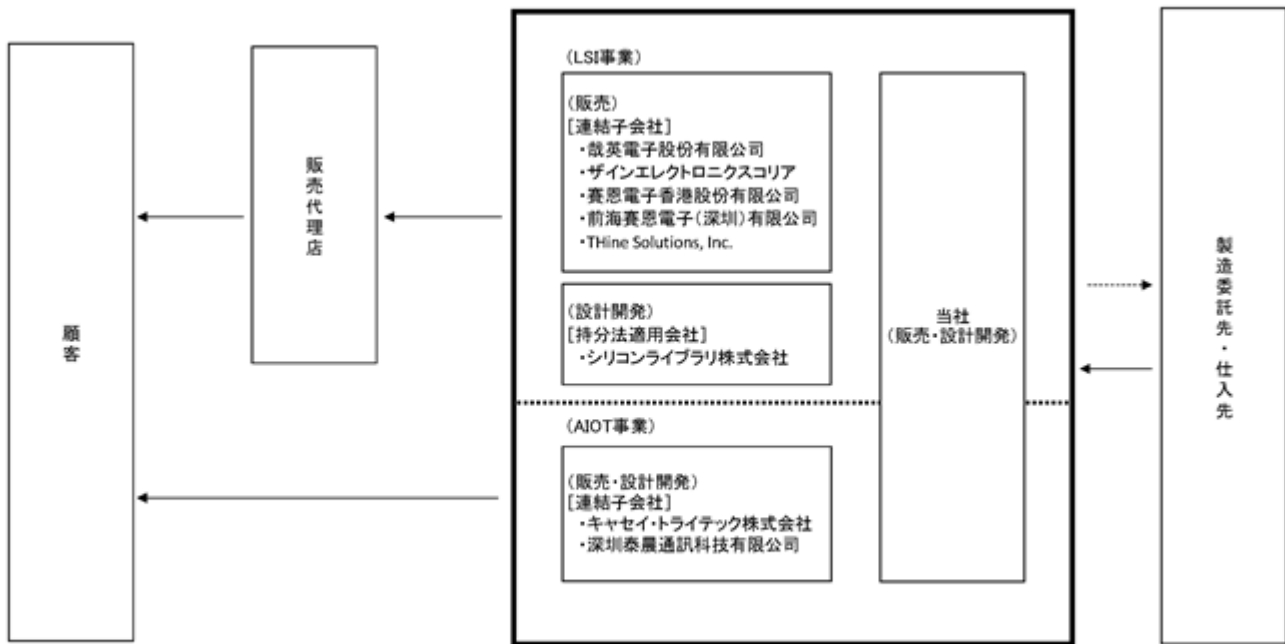 顧客
販売代理店
(LSI事業)
(販売)
[連結子会社]
・哉英電子股份有限公司
・ザインエレクトロニクスコリア
・賽恩電子香港股份有限公司
・前海賽恩電子(深圳)有限公司
・THine Solutions, Inc.
(設計開発)
[持分法適用会社]
・シリコンライブラリ株式会社
(AIOT事業)
(販売・設計開発)
[連結子会社]
・キャセイ・トライテック株式会社
・深圳泰晨通訊科技有限公司
当社
(販売・設計開発)
製造委託先・仕入先